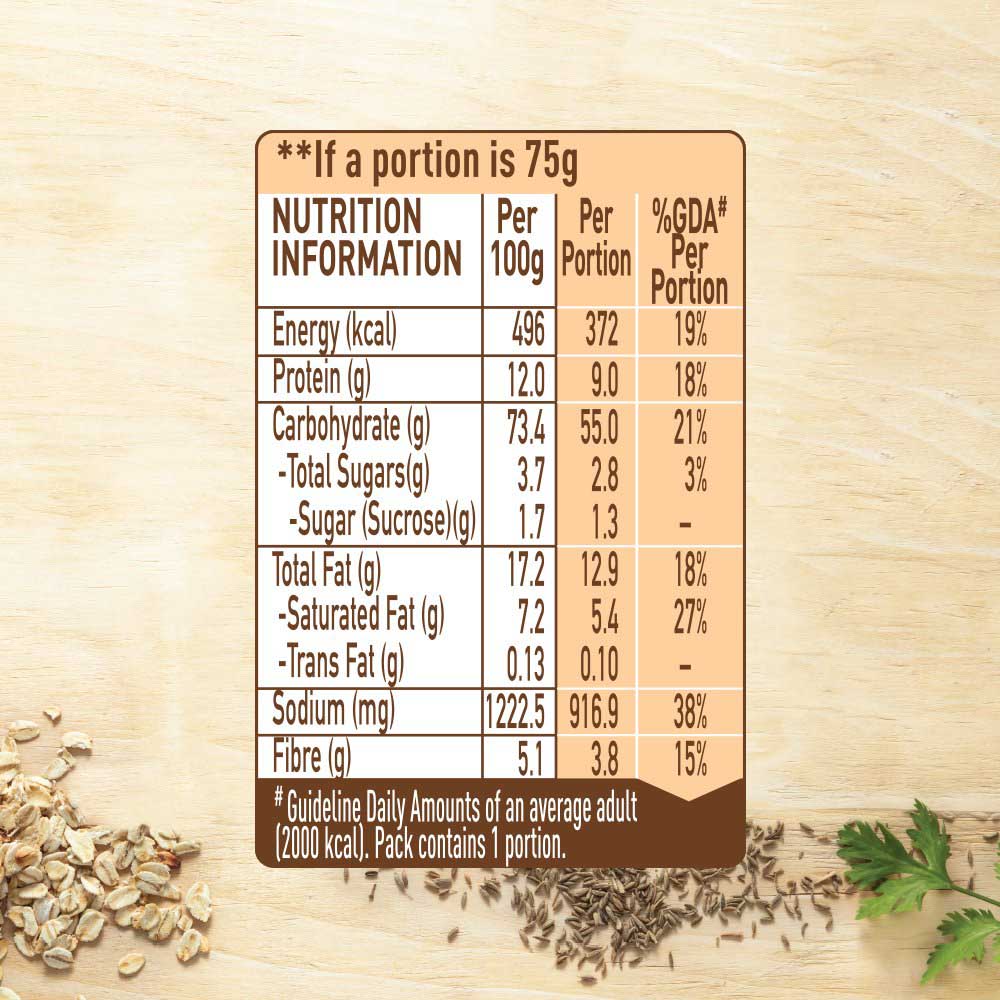 **If a portion is 75g
NUTRITION INFORMATION Per 100g Per Portion %GDA# Per Portion
Energy (kcal) 496 372 19%
Protein (g) 12.0 9.0 18%
Carbohydrate (g) 73.4 55.0 21%
-Total Sugars(g) 3.7 2.8 3%
-Sugar (Sucrose)(g) 1.7 1.3 –
Total Fat (g) 17.2 12.9 18%
-Saturated Fat (g) 7.2 5.4 27%
-Trans Fat (g) 0.13 0.10 –
Sodium (mg) 1222.5 916.9 38%
Fibre (g) 5.1 3.8 15%
# Guideline Daily Amounts of an average adult
(2000 kcal). Pack contains 1 portion.